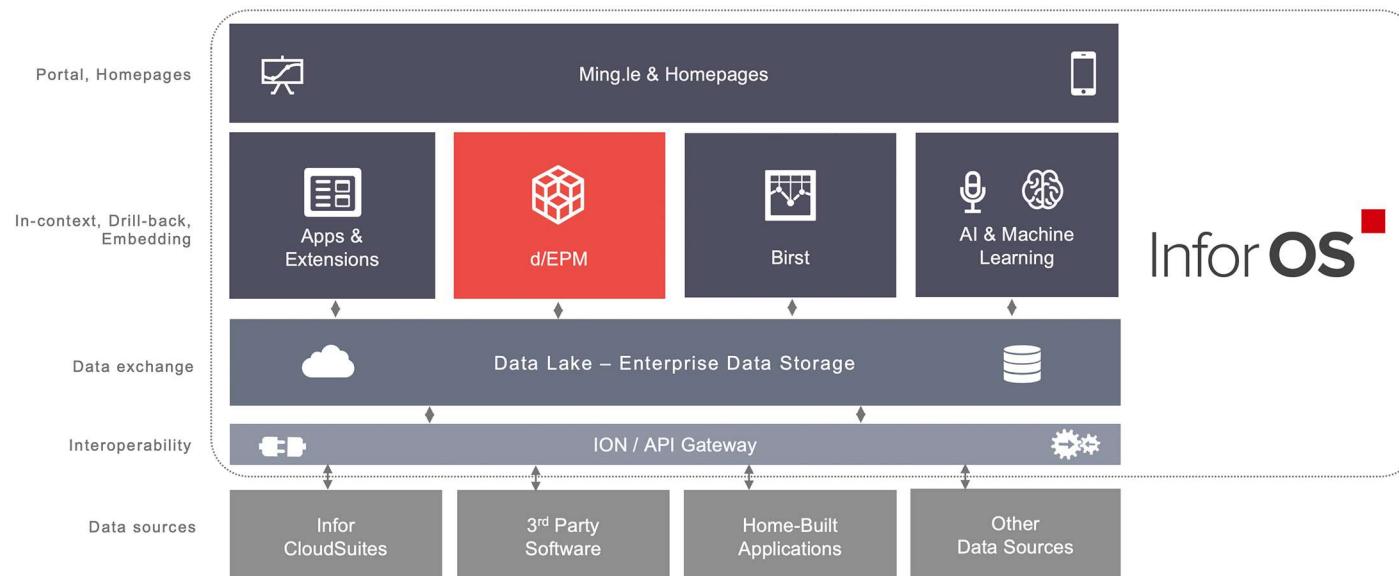 Portal, Homepages
Ming.le & Homepages
In-context, Drill-back,
Embedding
Apps &
Extensions
d/EPM
Birst
AI & Machine
Learning
Infor OS
Data exchange
Data Lake – Enterprise Data Storage
Interoperability
ION / API Gateway
Data sources
Infor
CloudSuites
3rd Party
Software
Home-Built
Applications
Other
Data Sources